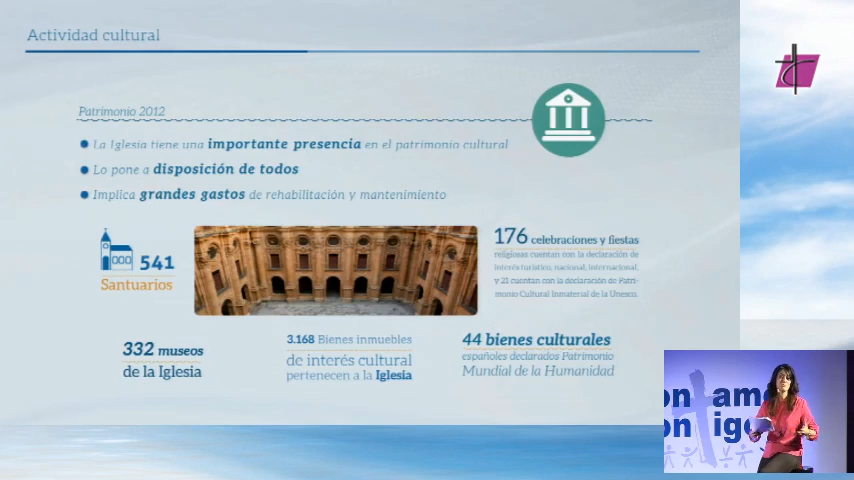 Actividad cultural
Patrimonio 2012
La Iglesia tiene una importante presencia en el patrimonio cultural
Lo pone a disposición de todos
Implica grandes gastos de rehabilitación y mantenimiento
541
Santuarios
176 celebraciones y fiestas
religiosas cuentan con la declaración de
interés turístico, nacional, internacional,
y 21 cuentan con la declaración de Patri-
monio Cultural Inmaterial de la Unesco.
332 museos
de la Iglesia
3.168 Bienes inmuebles
de interés cultural
pertenecen a la Iglesia
44 bienes culturales
españoles declarados Patrimonio
Mundial de la Humanidad